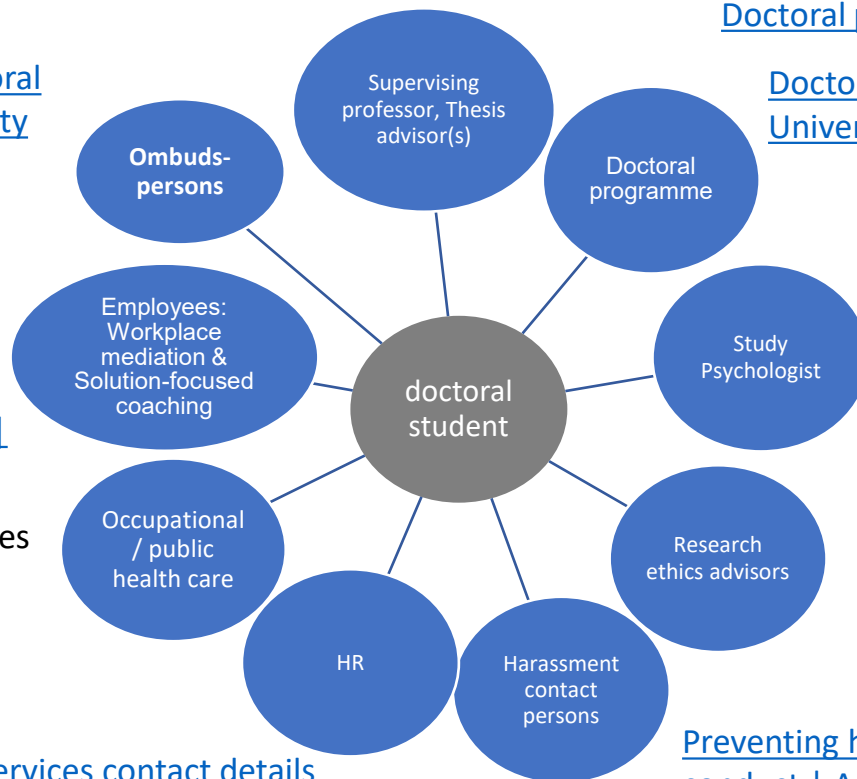 Doctoral p
oral
ty
Docto
Univer
Supervising
professor, Thesis
advisor(s)
Ombuds-
persons
Doctoral
programme
Employees:
Workplace
mediation &
Solution-focused
coaching
Study
Psychologist
doctoral
student
Occupational
/ public
health care
es
Research
ethics advisors
HR
Harassment
contact
persons
Preventing h
ervices contact details